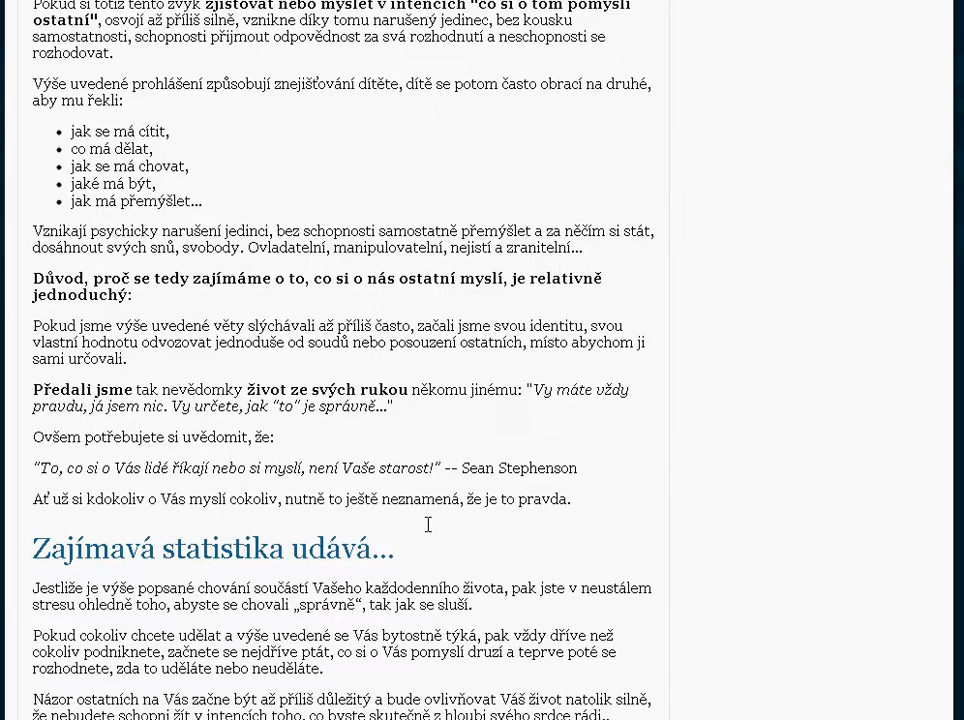 Pokud si totiž tento zvyk zjišťovat nebo myslet v intencích "co si o tom pomyslí
ostatní", osvojí až příliš silně, vznikne díky tomu narušený jedinec, bez kousku
samostatnosti, schopnosti přijmout odpovědnost za svá rozhodnutí a neschopnosti se
rozhodovat.
Výše uvedené prohlášení způsobují znejišťování dítěte, dítě se potom často obrací na druhé,
aby mu řekli:
• jak se má cítit,
• co má dělat,
• jak se má chovat,
• jaké má být,
• jak má přemýšlet...
Vznikají psychicky narušení jedinci, bez schopnosti samostatně přemýšlet a za něčím si stát,
dosáhnout svých snů, svobody. Ovladatelní, manipulovatelní, nejistí a zranitelní...
Důvod, proč se tedy zajímáme o to, co si o nás ostatní myslí, je relativně
jednoduchý:
Pokud jsme výše uvedené věty slýchávali až příliš často, začali jsme svou identitu, svou
vlastní hodnotu odvozovat jednoduše od soudů nebo posouzení ostatních, místo abychom ji
sami určovali.
Předali jsme tak nevědomky život ze svých rukou někomu jinému: "Vy máte vždy
pravdu, já jsem nic. Vy určete, jak "to" je správně..."
Ovšem potřebujete si uvědomit, že:
"To, co si o Vás lidé říkají nebo si myslí, není Vaše starost!" -- Sean Stephenson
Ať už si kdokoliv o Vás myslí cokoliv, nutně to ještě neznamená, že je to pravda.
Zajímavá statistika udává...
Jestliže je výše popsané chování součástí Vašeho každodenního života, pak jste v neustálém
stresu ohledně toho, abyste se chovali „správně“, tak jak se sluší.
Pokud cokoliv chcete udělat a výše uvedené se Vás bytostně týká, pak vždy dříve než
cokoliv podniknete, začnete se nejdříve ptát, co si o Vás pomyslí druzí a teprve poté se
rozhodnete, zda to uděláte nebo neuděláte.
Názor ostatních na Vás začne být až příliš důležitý a bude ovlivňovat Váš život natolik silně,
že nebudete schopni žít v intencích toho, co byste skutečně z hloubi svého srdce rádi..